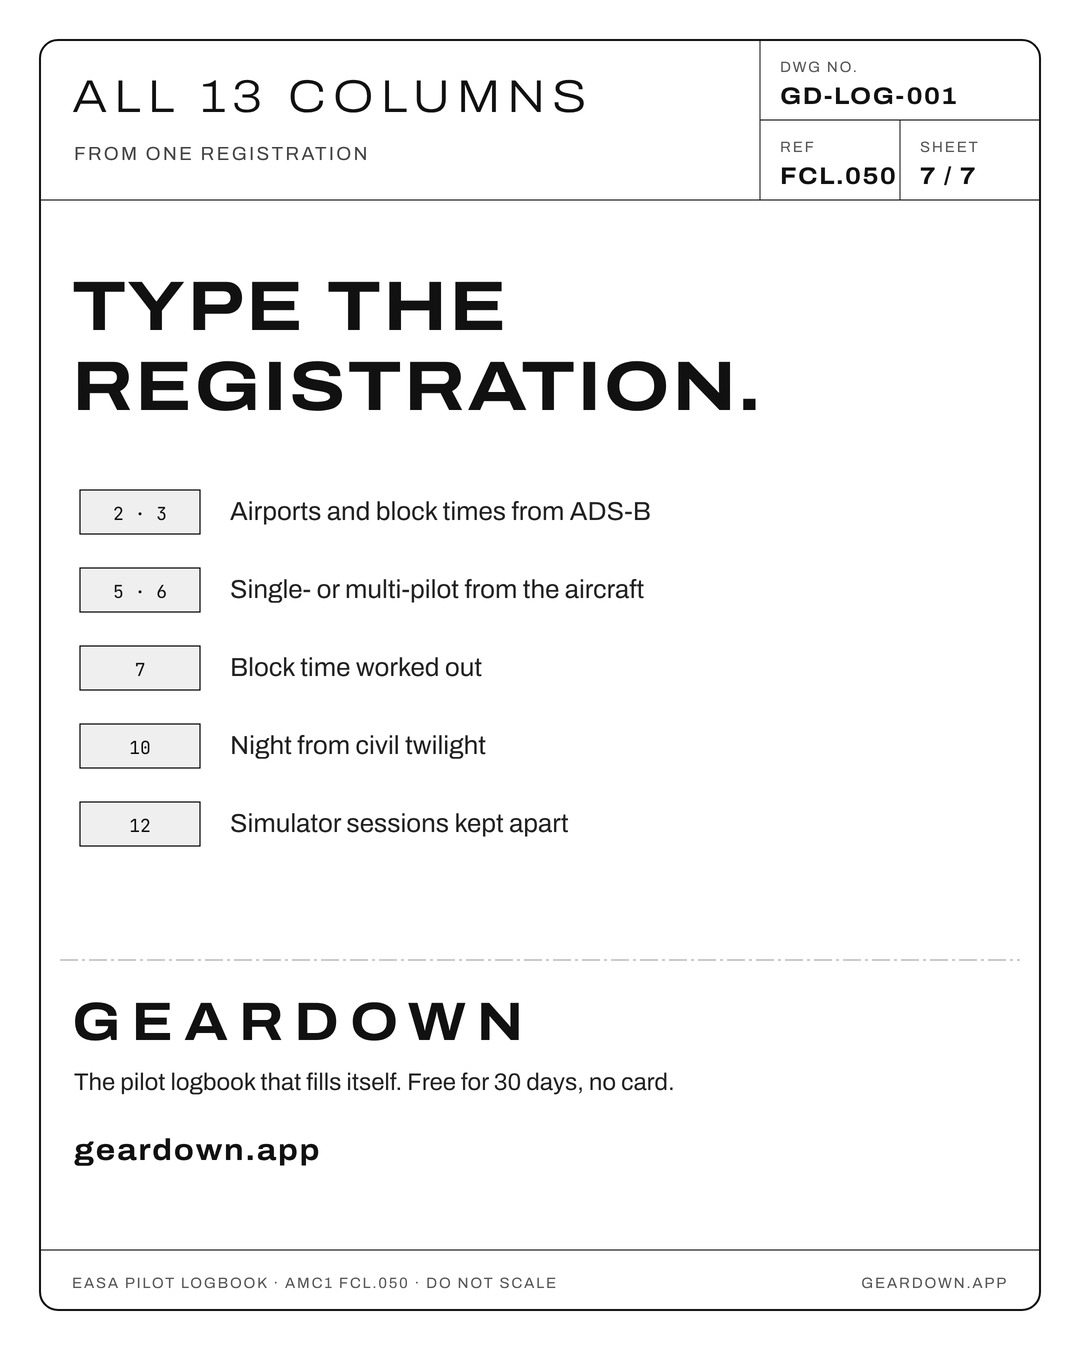 ALL 13 COLUMNS
FROM ONE REGISTRATION
DWG NO.
GD-LOG-001
REF
FCL.050
SHEET
7 / 7
TYPE THE
REGISTRATION.
2 · 3 Airports and block times from ADS-B
5 · 6 Single- or multi-pilot from the aircraft
7 Block time worked out
10 Night from civil twilight
12 Simulator sessions kept apart
GEARDOWN
The pilot logbook that fills itself. Free for 30 days, no card.
geardown.app
EASA PILOT LOGBOOK · AMC1 FCL.050 · DO NOT SCALE
GEARDOWN.APP